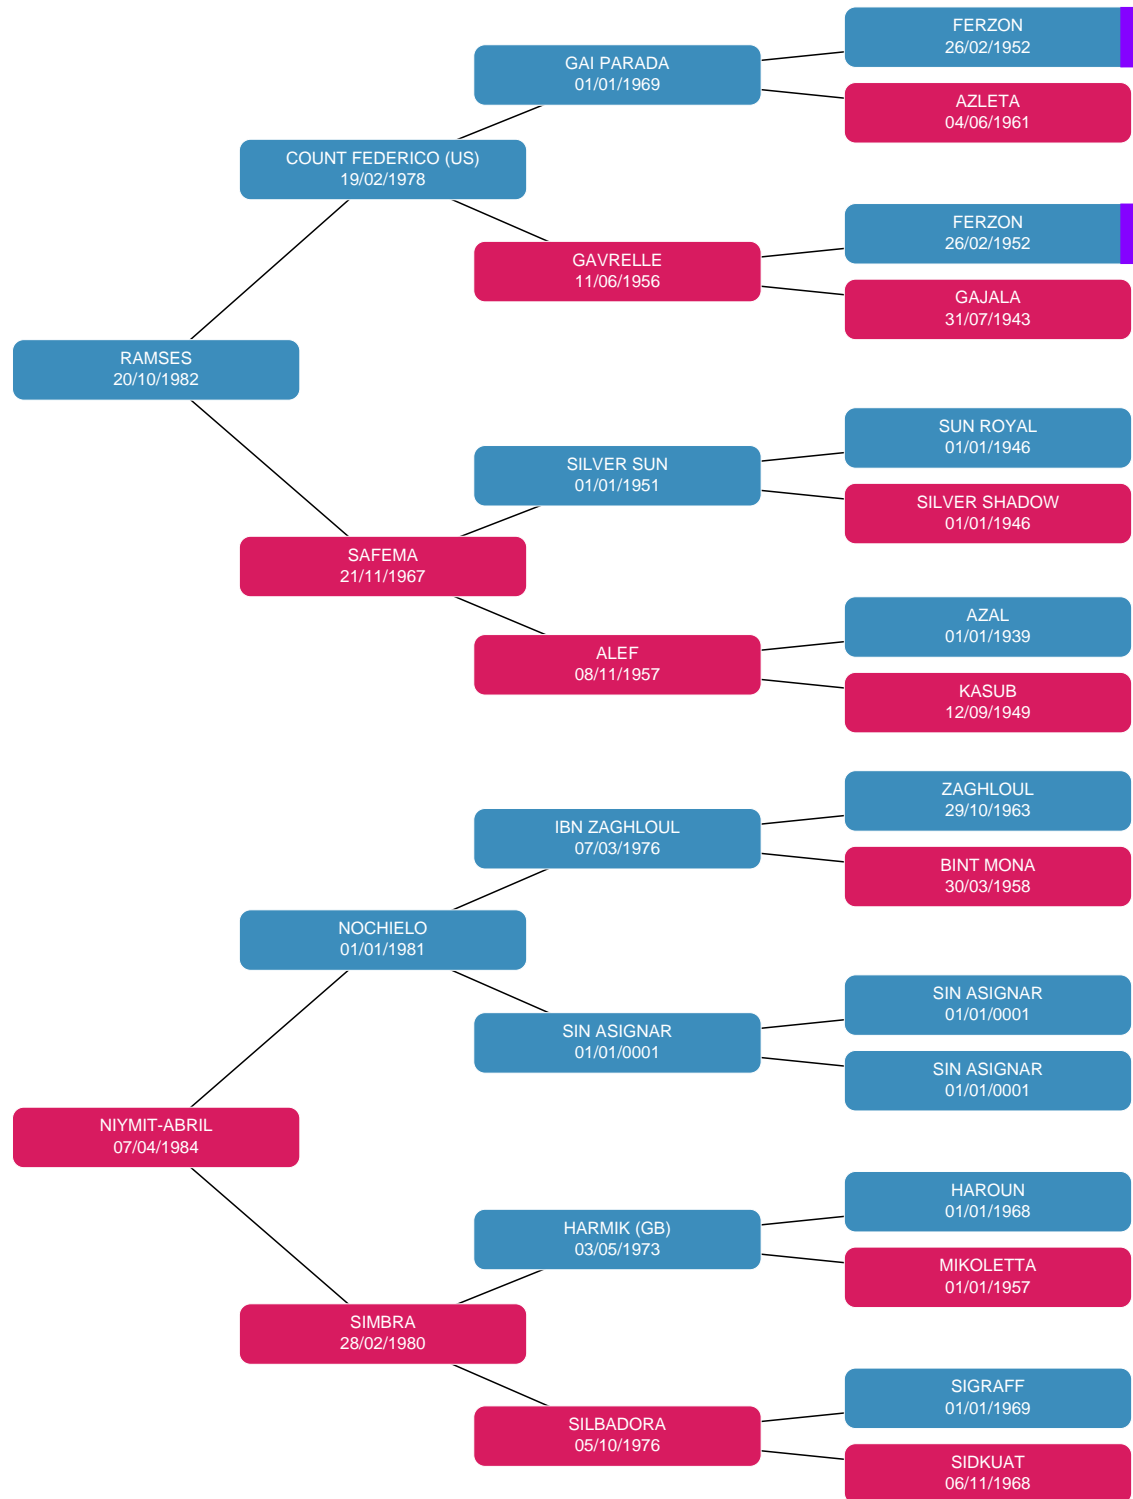 FERZON
26/02/1952
GAI PARADA
01/01/1969
AZLETA
04/06/1961
COUNT FEDERICO (US)
19/02/1978
FERZON
26/02/1952
GAVRELLE
11/06/1956
GAJALA
31/07/1943
RAMSES
20/10/1982
SUN ROYAL
01/01/1946
SILVER SUN
01/01/1951
SILVER SHADOW
01/01/1946
SAFEMA
21/11/1967
AZAL
01/01/1939
ALEF
08/11/1957
KASUB
12/09/1949
ZAGHLOUL
29/10/1963
IBN ZAGHLOUL
07/03/1976
BINT MONA
30/03/1958
NOCHIELO
01/01/1981
SIN ASIGNAR
01/01/0001
SIN ASIGNAR
01/01/0001
SIN ASIGNAR
01/01/0001
NIYMIT-ABRIL
07/04/1984
HAROUN
01/01/1968
HARMIK (GB)
03/05/1973
MIKOLETTA
01/01/1957
SIMBRA
28/02/1980
SIGRAFF
01/01/1969
SILBADORA
05/10/1976
SIDKUAT
06/11/1968